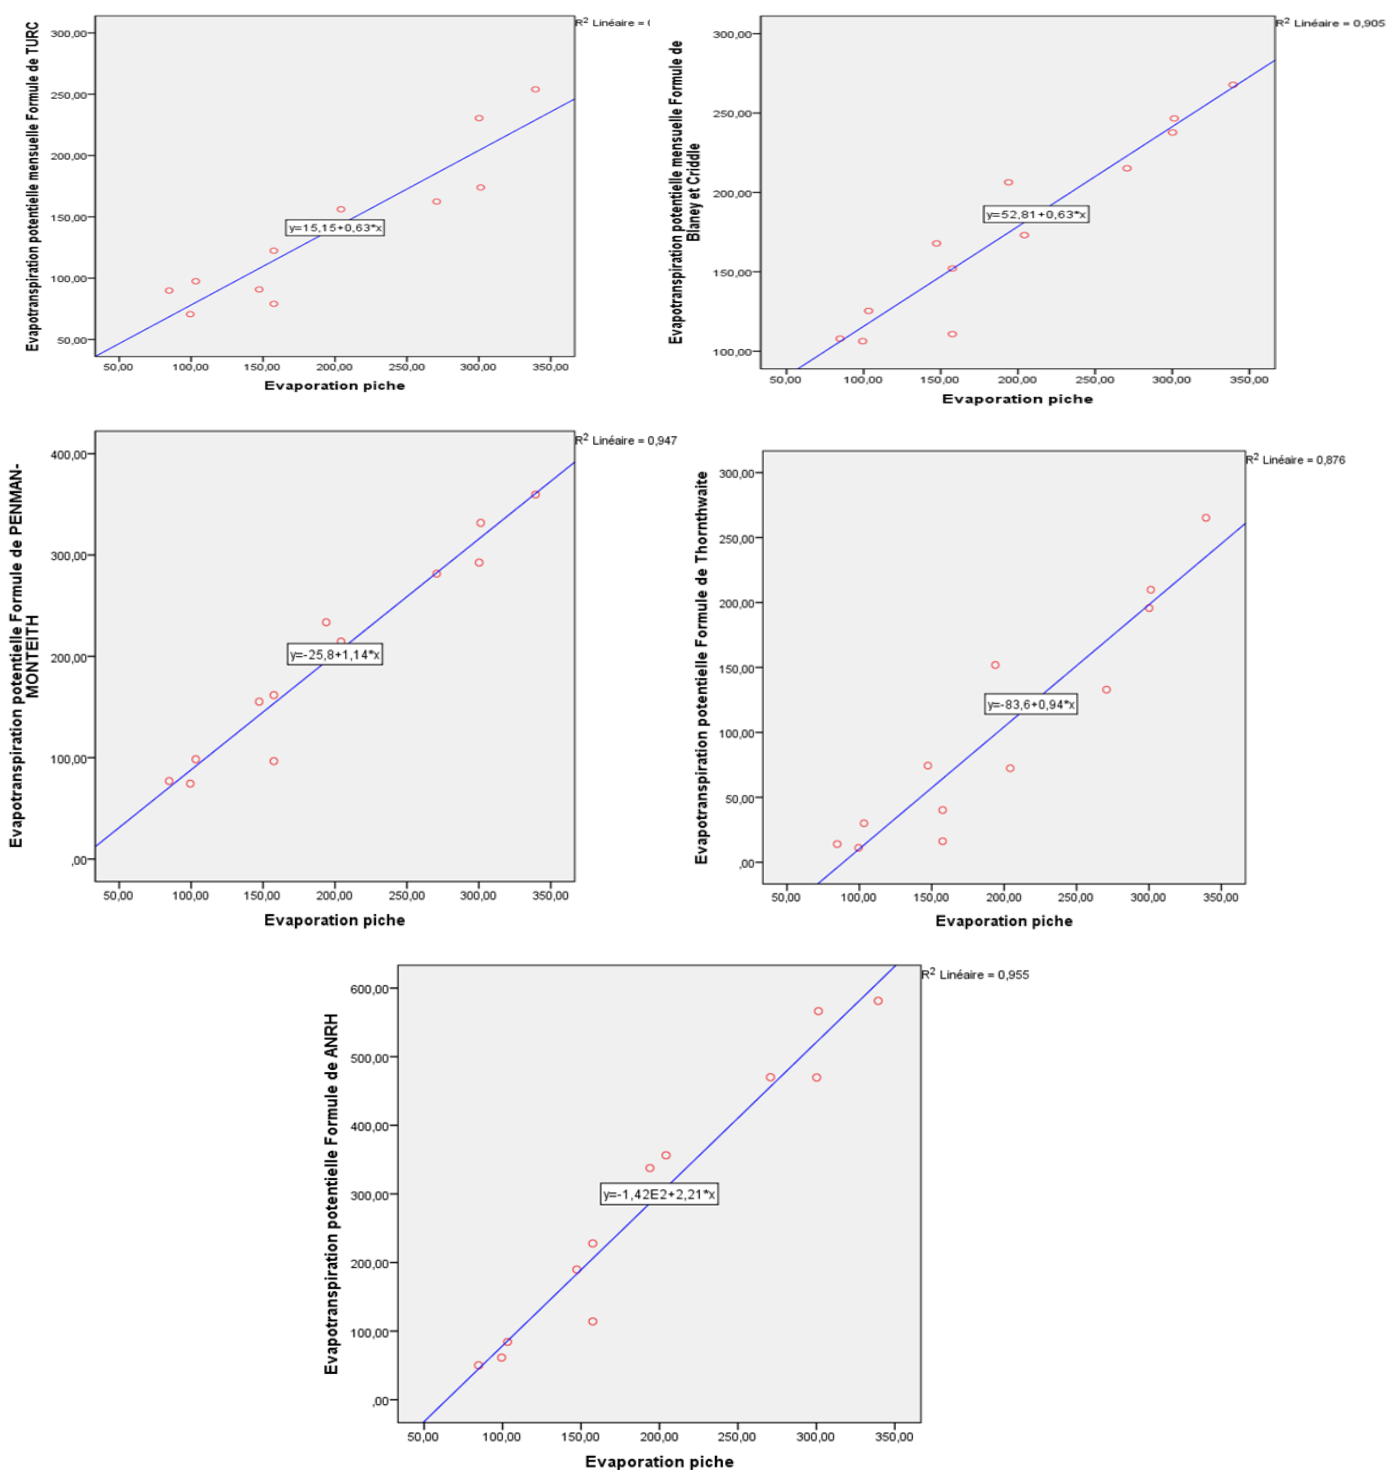 Evapotranspiration potentielle mensuelle Formule de TURC
R² Linéaire = (
300,00
250,00
200,00
150,00
100,00
50,00
y=15,15+0,63*x
50,00 100,00 150,00 200,00 250,00 300,00 350,00
Evaporation piche
Evapotranspiration potentielle mensuelle Formule de
Blaney et Criddle
R² Linéaire = 0,905
300,00
250,00
200,00
150,00
100,00
y=52,81+0,63*x
50,00 100,00 150,00 200,00 250,00 300,00 350,00
Evaporation piche
Evapotranspiration potentielle Formule de PENMAN-
MONTEITH
R² Linéaire = 0,947
400,00
300,00
200,00
100,00
,00
y=-25,8+1,14*x
50,00 100,00 150,00 200,00 250,00 300,00 350,00
Evaporation piche
Evapotranspiration potentielle Formule de Thornthwaite
R² Linéaire = 0,876
300,00
250,00
200,00
150,00
100,00
50,00
,00
y=-83,6+0,94*x
50,00 100,00 150,00 200,00 250,00 300,00 350,00
Evaporation piche
Evapotranspiration potentielle Formule de ANRH
R² Linéaire = 0,955
600,00
500,00
400,00
300,00
200,00
100,00
,00
y=-1,42E2+2,21*x
50,00 100,00 150,00 200,00 250,00 300,00 350,00
Evaporation piche